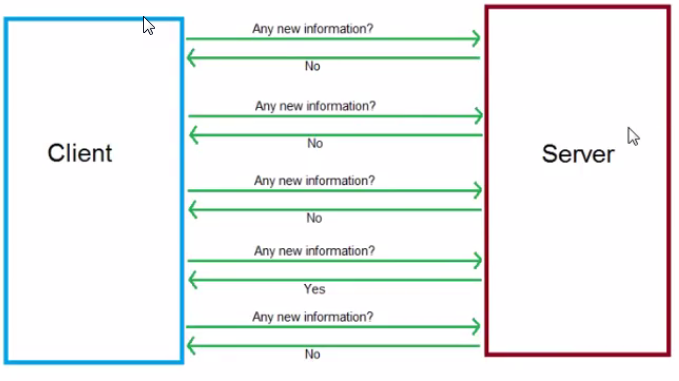 Any new information?
No
Any new information?
No
Client
Server
Any new information?
No
Any new information?
Yes
Any new information?
No